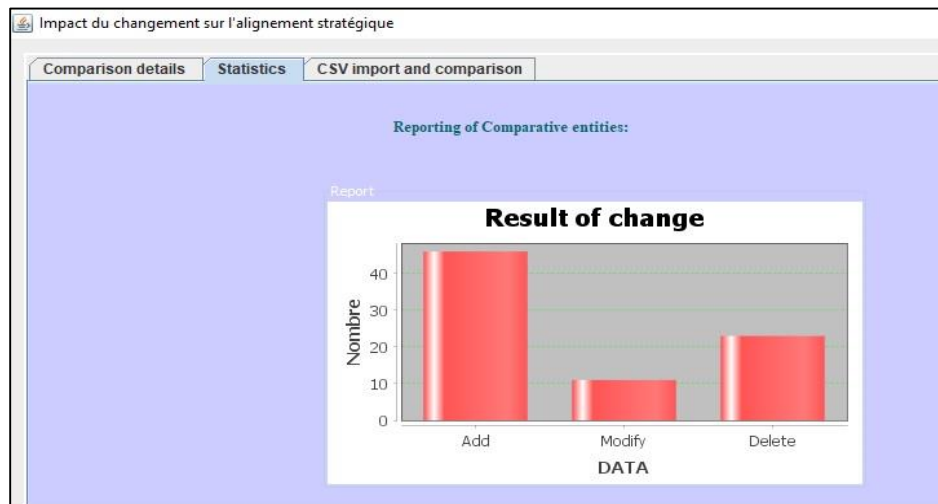 Impact du changement sur l'alignement stratégique
Comparison details Statistics CSV import and comparison
Reporting of Comparative entities:
Report
Result of change
Nombre
40
30
20
10
0
Add Modify Delete
DATA